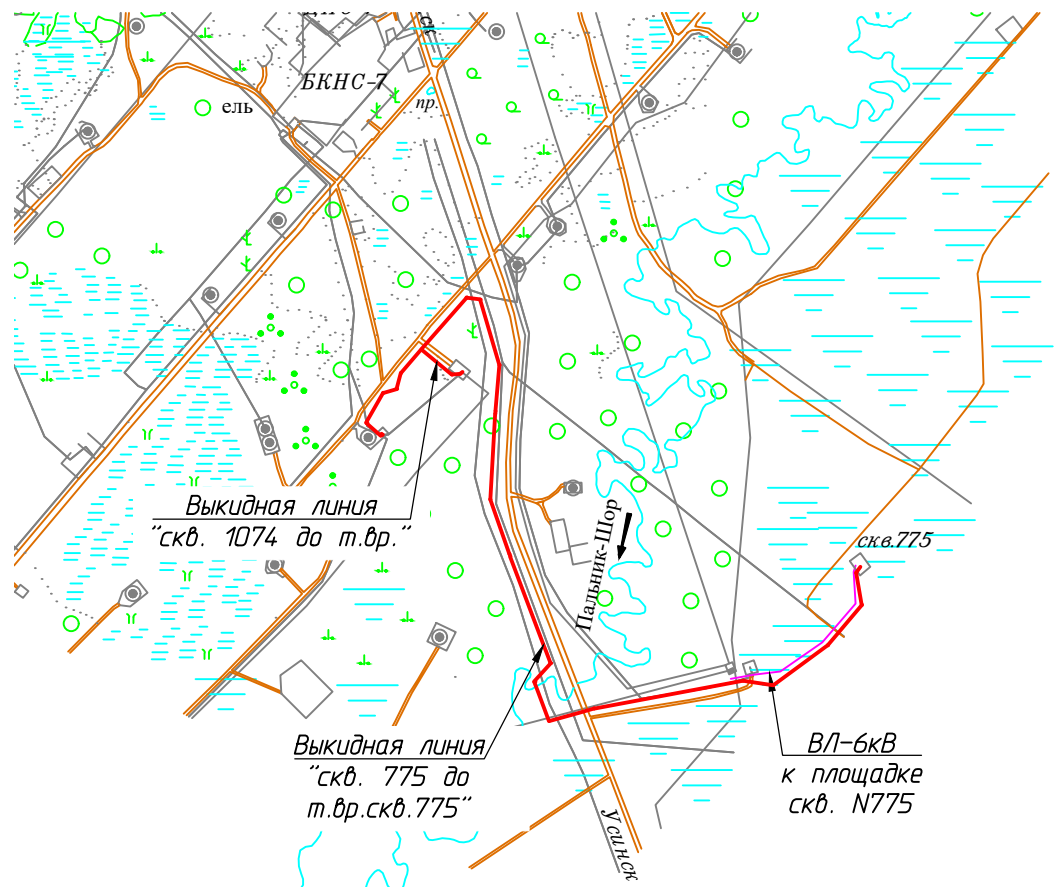 БКНС-7
ель
пр.
Выкидная линия
"скв. 1074 до т.вр."
Пальник-Шор
скв.775
Выкидная линия
"скв. 775 до
т.вр.скв.775"
ВЛ-6кВ
к площадке
скв. N775
Усинск